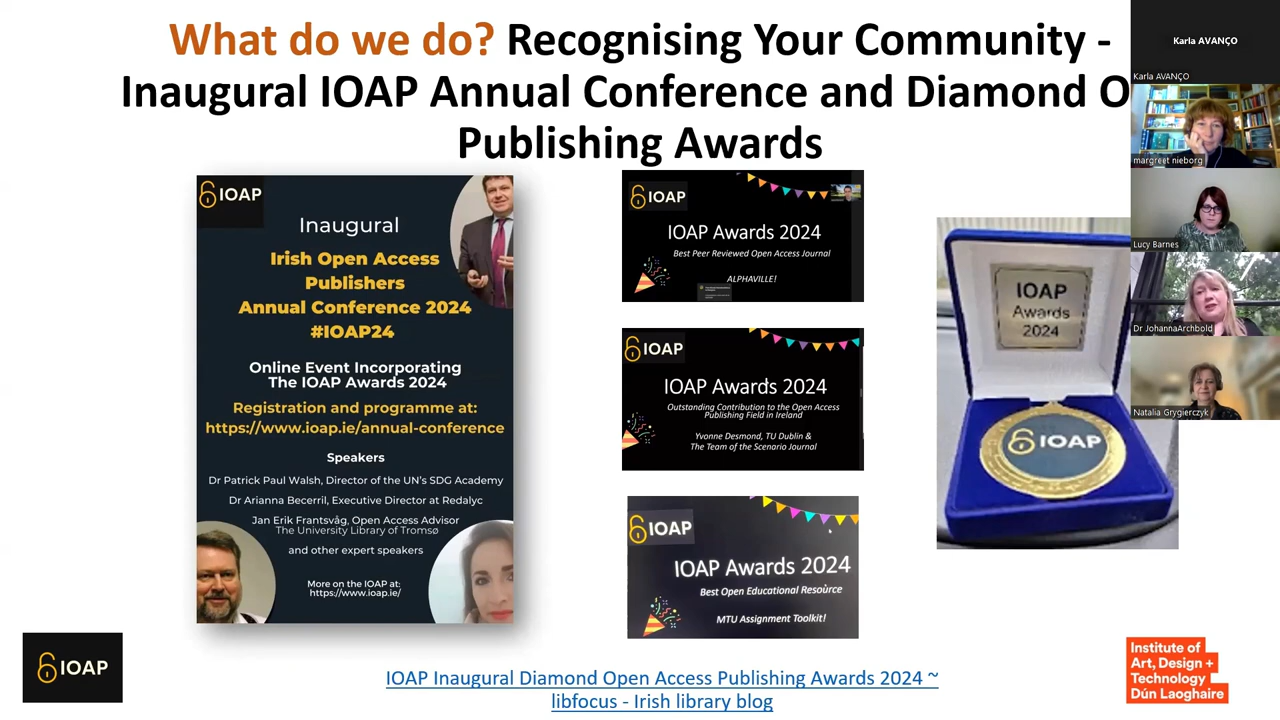 What do we do? Recognising Your Community -
Inaugural IOAP Annual Conference and Diamond O
Publishing Awards
IOAP
Inaugural
Irish Open Access
Publishers
Annual Conference 2024
#IOAP24
Online Event Incorporating
The IOAP Awards 2024
Registration and programme at:
https://www.ioap.ie/annual-conference
Speakers
Dr Patrick Paul Walsh, Director of the UN's SDG Academy
Dr Arianna Becerril, Executive Director at Redalyc
Jan Erik Frantsvåg, Open Access Advisor
The University Library of Tromsø
and other expert speakers
More on the IOAP at:
https://www.ioap.ie/
IOAP
IOAP Awards 2024
Best Peer Reviewed Open Access Journal
ALPHAVILLE!
IOAP
IOAP Awards 2024
Outstanding Contribution to the Open Access
Publishing Field in Ireland
Yvonne Desmond, TU Dublin &
The Team of the Scenario Journal
IOAP
IOAP Awards 2024
Best Open Educational Resource
MTU Assignment Toolkit!
IOAP
Awards
2024
IOAP
Karla AVANÇO
Karla AVANÇO
margreet nieborg
Lucy Barnes
Dr JohannaArchbold
Natalia Grygierczyk
IOAP
IOAP Inaugural Diamond Open Access Publishing Awards 2024 ~
libfocus - Irish library blog
Institute of
Art, Design +
Technology
Dún Laoghaire